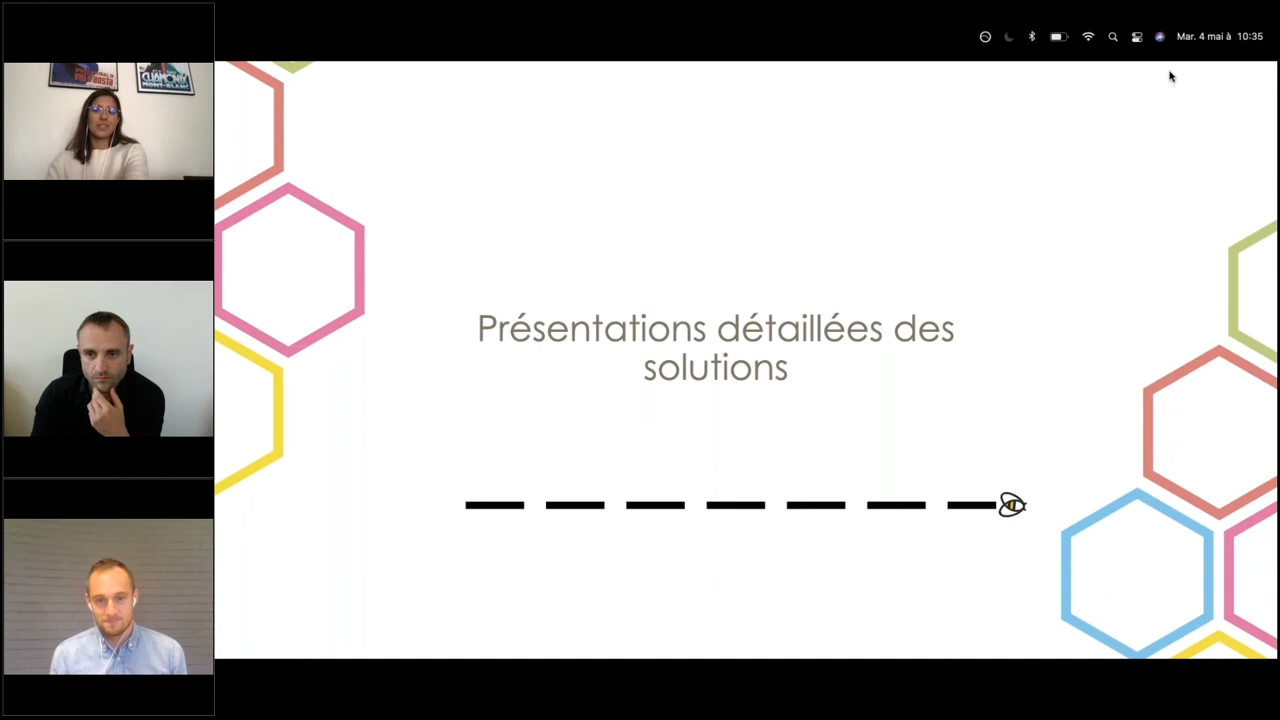 Mar. 4 mai à 10:35
CHAMONIX
MONT-BLANC
Présentations détaillées des
solutions